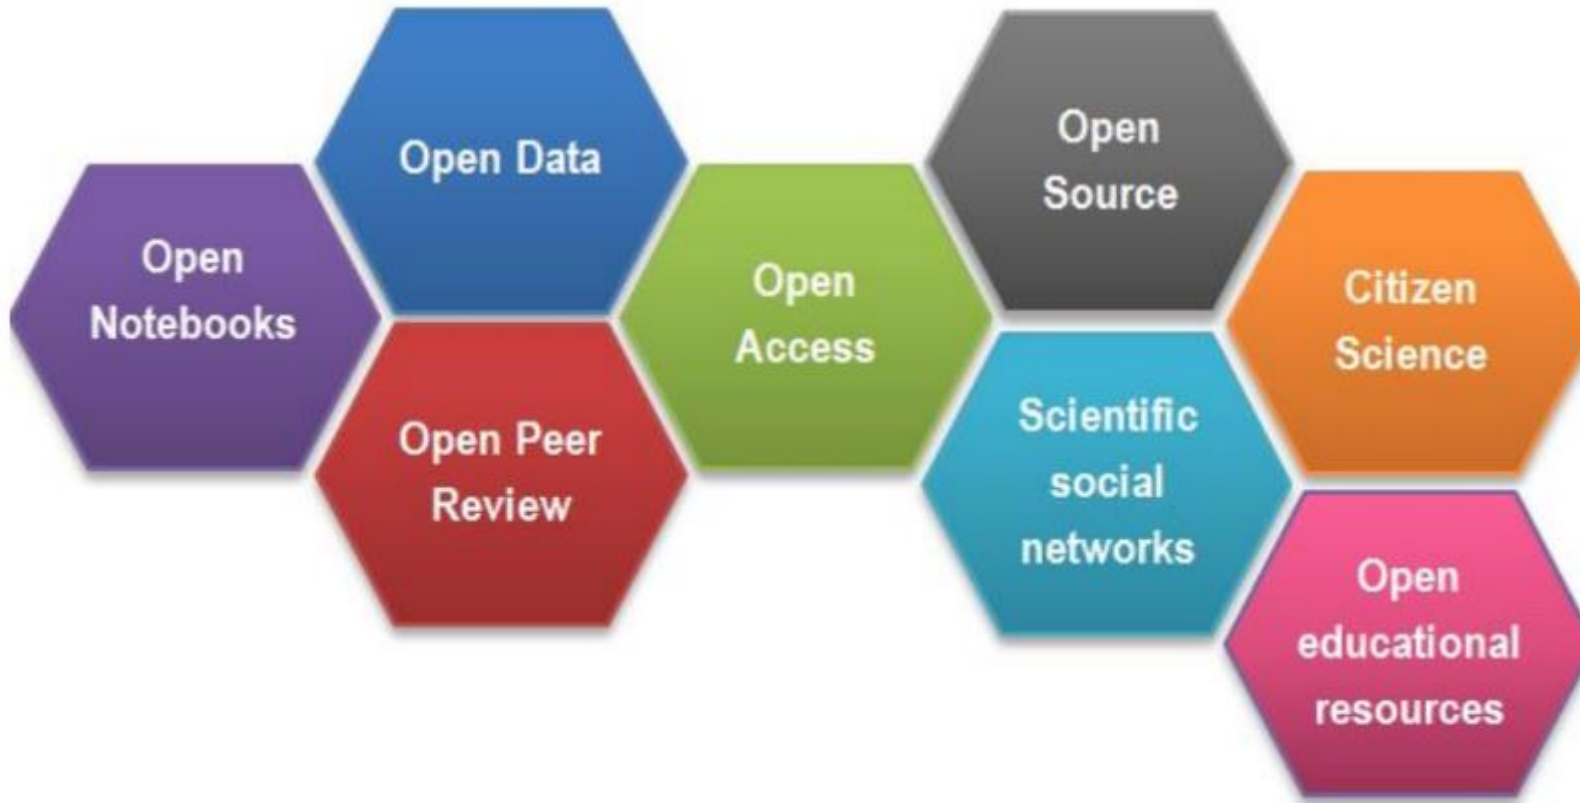 Open
Notebooks
Open Data
Open Peer
Review
Open
Access
Open
Source
Scientific
social
networks
Citizen
Science
Open
educational
resources